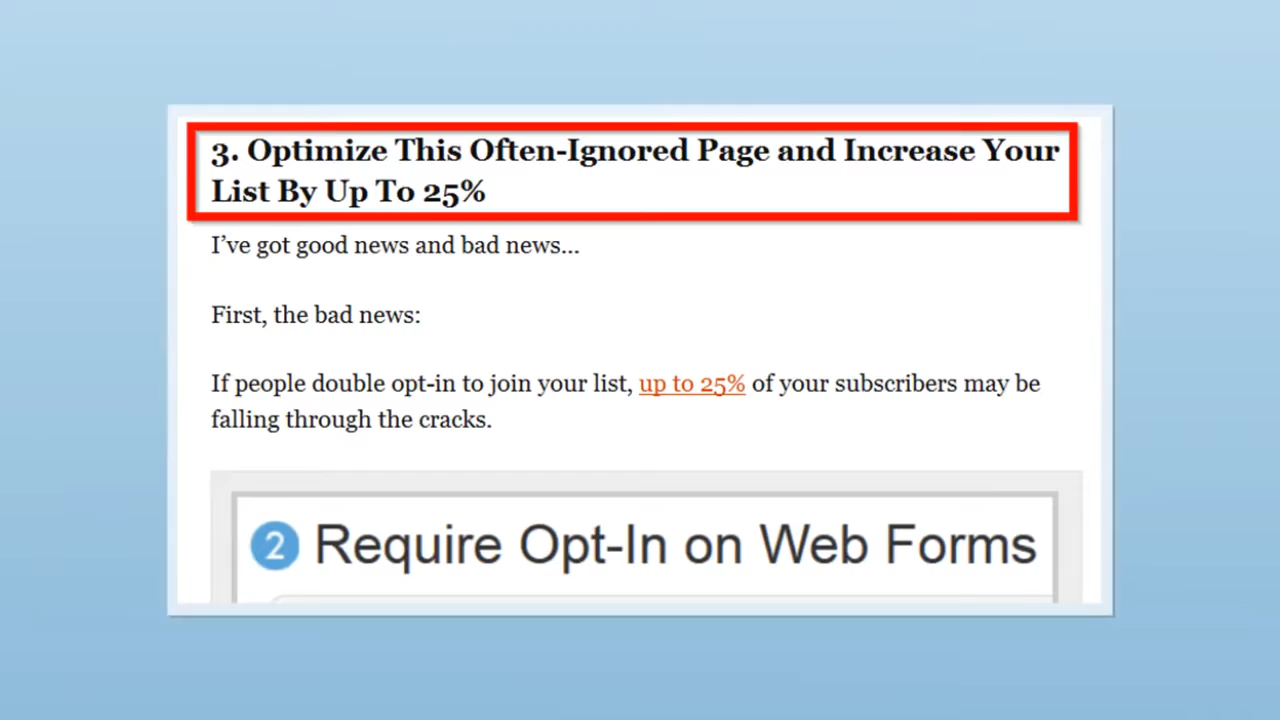 3. Optimize This Often-Ignored Page and Increase Your
List By Up To 25%
I’ve got good news and bad news...
First, the bad news:
If people double opt-in to join your list, up to 25% of your subscribers may be
falling through the cracks.
2 Require Opt-In on Web Forms